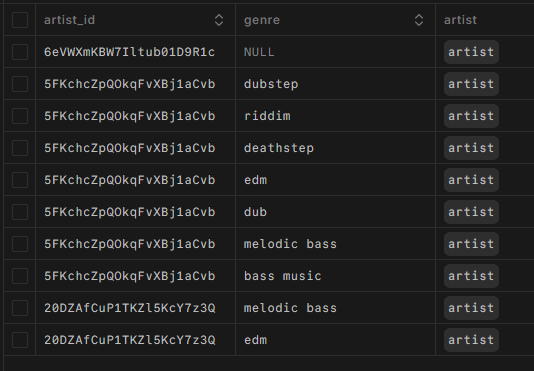 artist_id genre artist
6eVWXmKBW7Iltub01D9R1c NULL artist
5FKchcZpQOkqFvXBj1aCvb dubstep artist
5FKchcZpQOkqFvXBj1aCvb riddim artist
5FKchcZpQOkqFvXBj1aCvb deathstep artist
5FKchcZpQOkqFvXBj1aCvb edm artist
5FKchcZpQOkqFvXBj1aCvb dub artist
5FKchcZpQOkqFvXBj1aCvb melodic bass artist
5FKchcZpQOkqFvXBj1aCvb bass music artist
20DZAfCuP1TKZl5KcY7z3Q melodic bass artist
20DZAfCuP1TKZl5KcY7z3Q edm artist